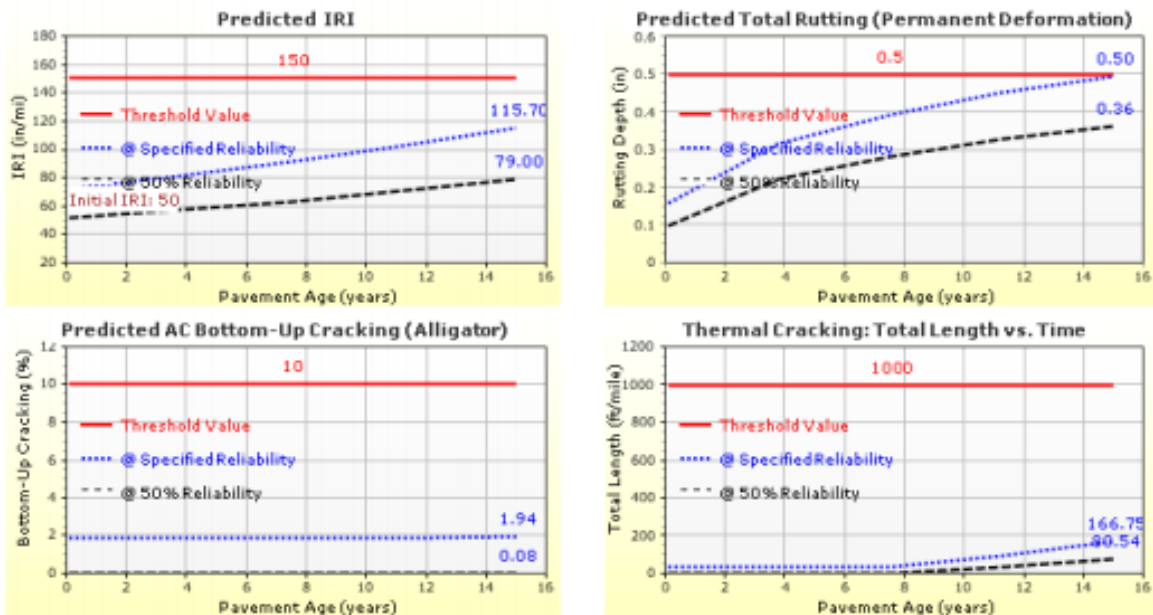 Predicted IRI
180
160
140
120
100
80
60
40
20
IRI (in/mi)
150
Threshold Value
115.70
@ Specified Reliability
79.00
@ 50% Reliability
Initial IRI: 50
0 2 4 6 8 10 12 14 16
Pavement Age (years)
Predicted Total Rutting (Permanent Deformation)
0.6
0.5
0.4
0.3
0.2
0.1
0
Rutting Depth (in)
0.5
0.50
Threshold Value
0.36
@ Specified Reliability
@ 50% Reliability
0 2 4 6 8 10 12 14 16
Pavement Age (years)
Predicted AC Bottom-Up Cracking (Alligator)
12
10
8
6
4
2
0
Bottom-Up Cracking (%)
10
Threshold Value
@ Specified Reliability
@ 50% Reliability
1.94
0.08
0 2 4 6 8 10 12 14 16
Pavement Age (years)
Thermal Cracking: Total Length vs. Time
1200
1000
800
600
400
200
0
Total Length (ft/mile)
1000
Threshold Value
@ Specified Reliability
@ 50% Reliability
166.75
80.54
0 2 4 6 8 10 12 14 16
Pavement Age (years)